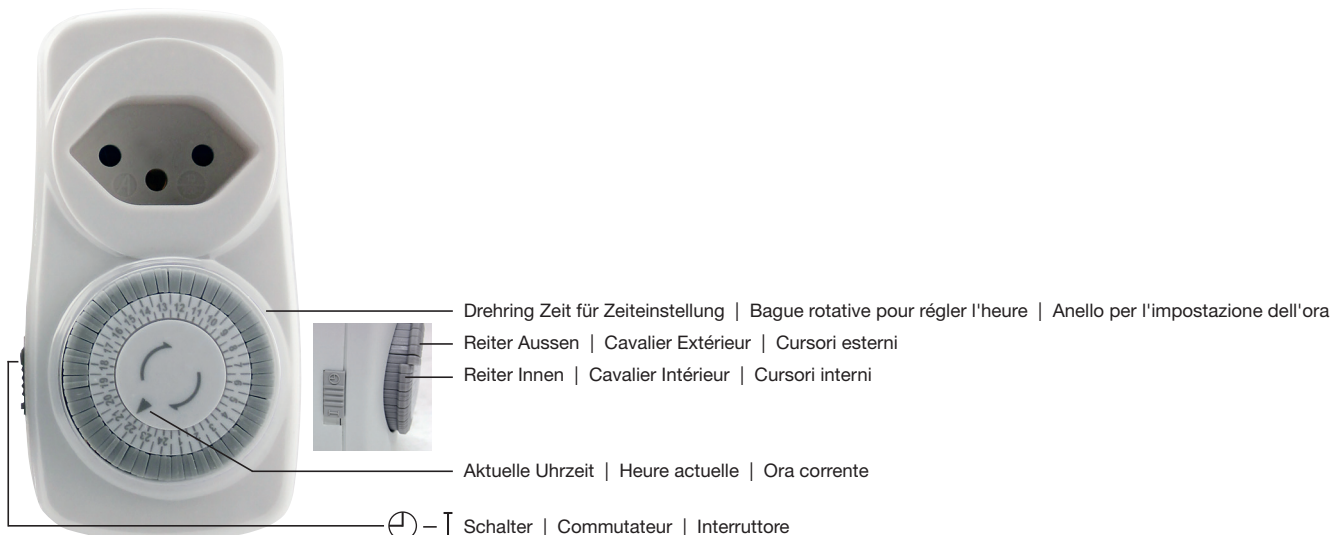 Drehring Zeit für Zeiteinstellung | Bague rotative pour régler l'heure | Anello per l'impostazione dell'ora
Reiter Aussen | Cavalier Extérieur | Cursori esterni
Reiter Innen | Cavalier Intérieur | Cursori interni
Aktuelle Uhrzeit | Heure actuelle | Ora corrente
– I Schalter | Commutateur | Interruttore